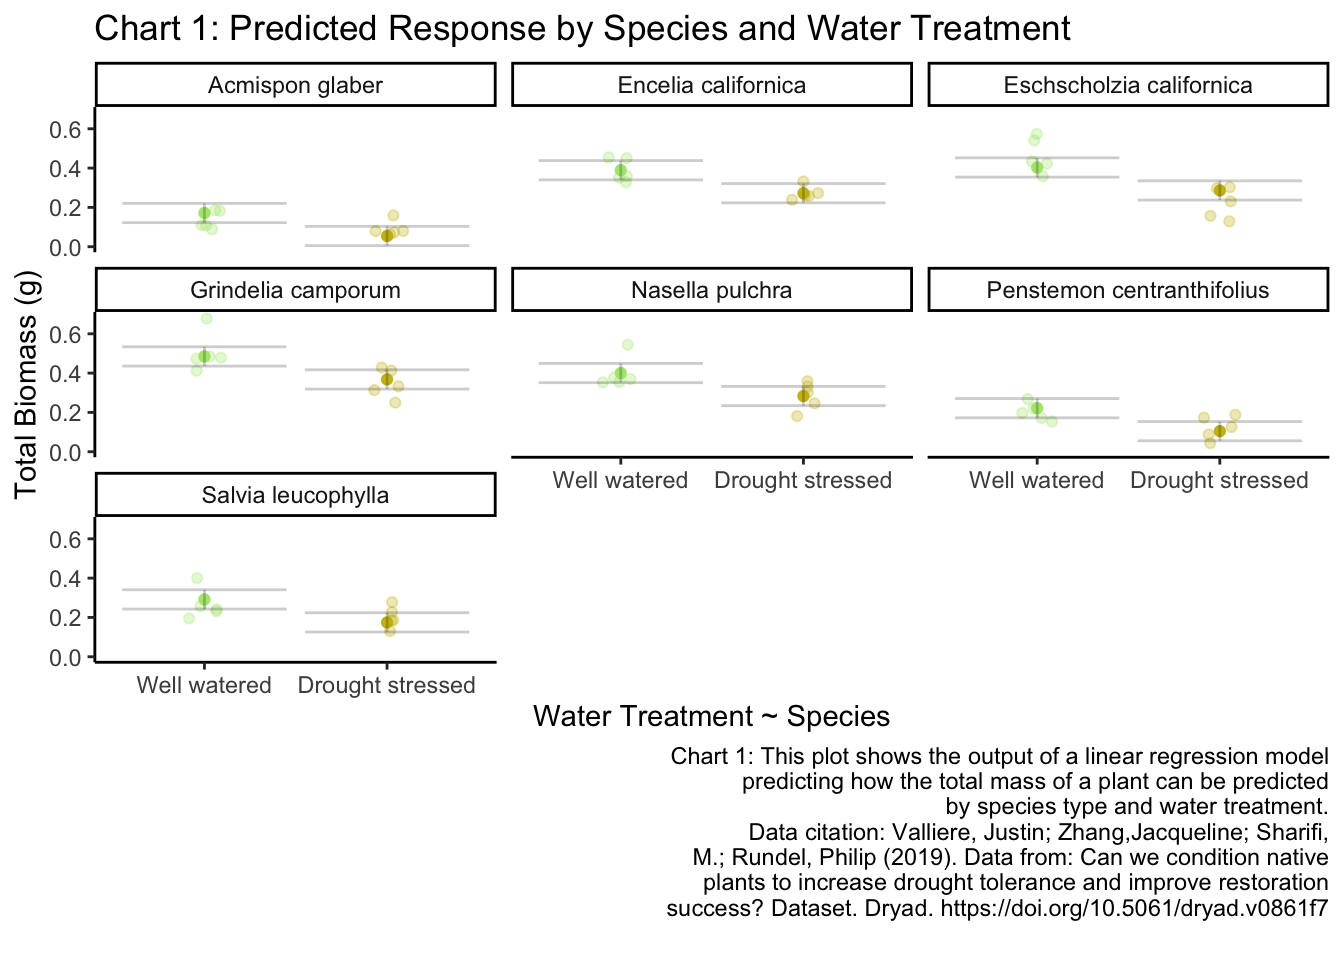 Chart 1: Predicted Response by Species and Water Treatment
Acmispon glaber
Encelia californica
Eschscholzia californica
0.6
0.4
0.2
0.0
Grindelia camporum
Nasella pulchra
Penstemon centranthifolius
0.6
0.4
0.2
0.0
Total Biomass (g)
Well watered
Drought stressed
Well watered
Drought stressed
Salvia leucophylla
0.6
0.4
0.2
0.0
Well watered
Drought stressed
Water Treatment ~ Species
Chart 1: This plot shows the output of a linear regression model
predicting how the total mass of a plant can be predicted
by species type and water treatment.
Data citation: Valliere, Justin; Zhang,Jacqueline; Sharifi,
M.; Rundel, Philip (2019). Data from: Can we condition native
plants to increase drought tolerance and improve restoration
success? Dataset. Dryad. https://doi.org/10.5061/dryad.v0861f7